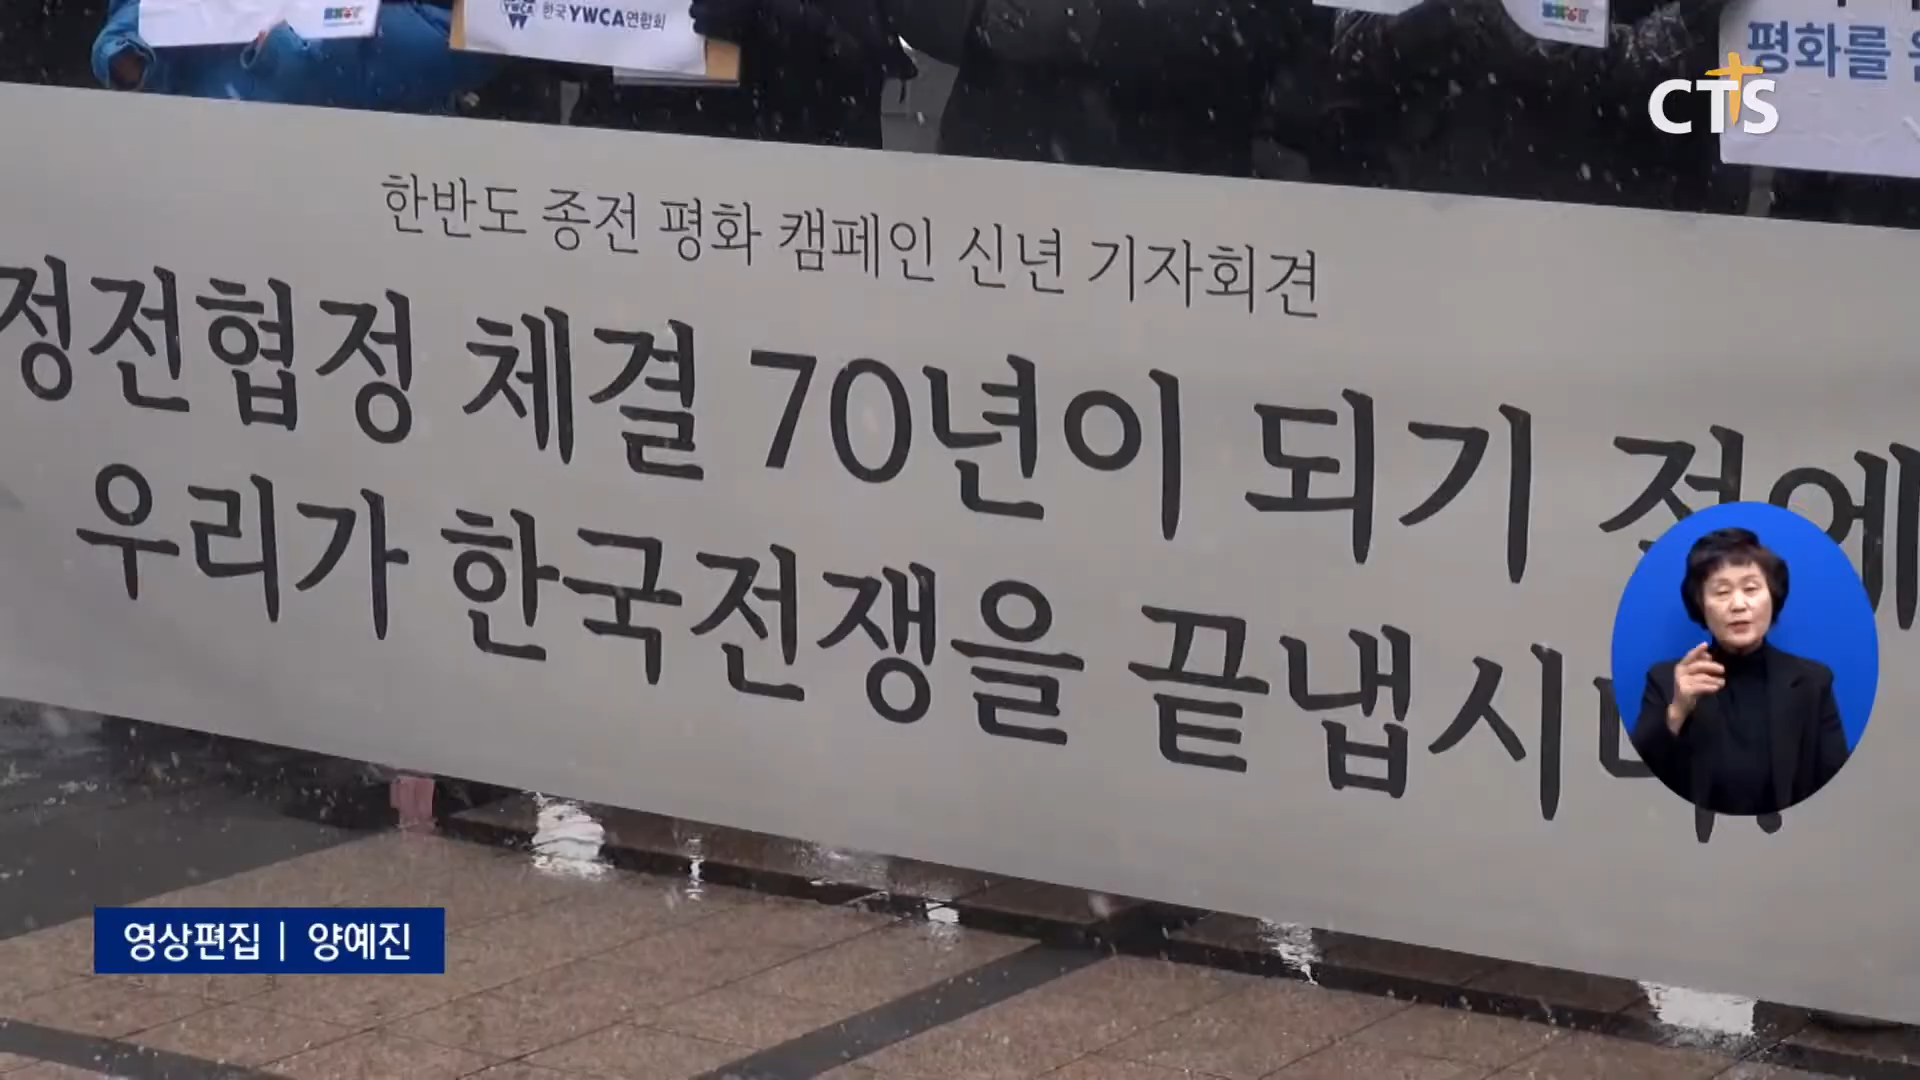 한국YWCA연합회
평화를
CTS
한반도 종전 평화 캠페인 신년 기자회견
정전협정 체결 70년이 되기 전에
우리가 한국전쟁을 끝냅시다!
영상편집 | 양예진